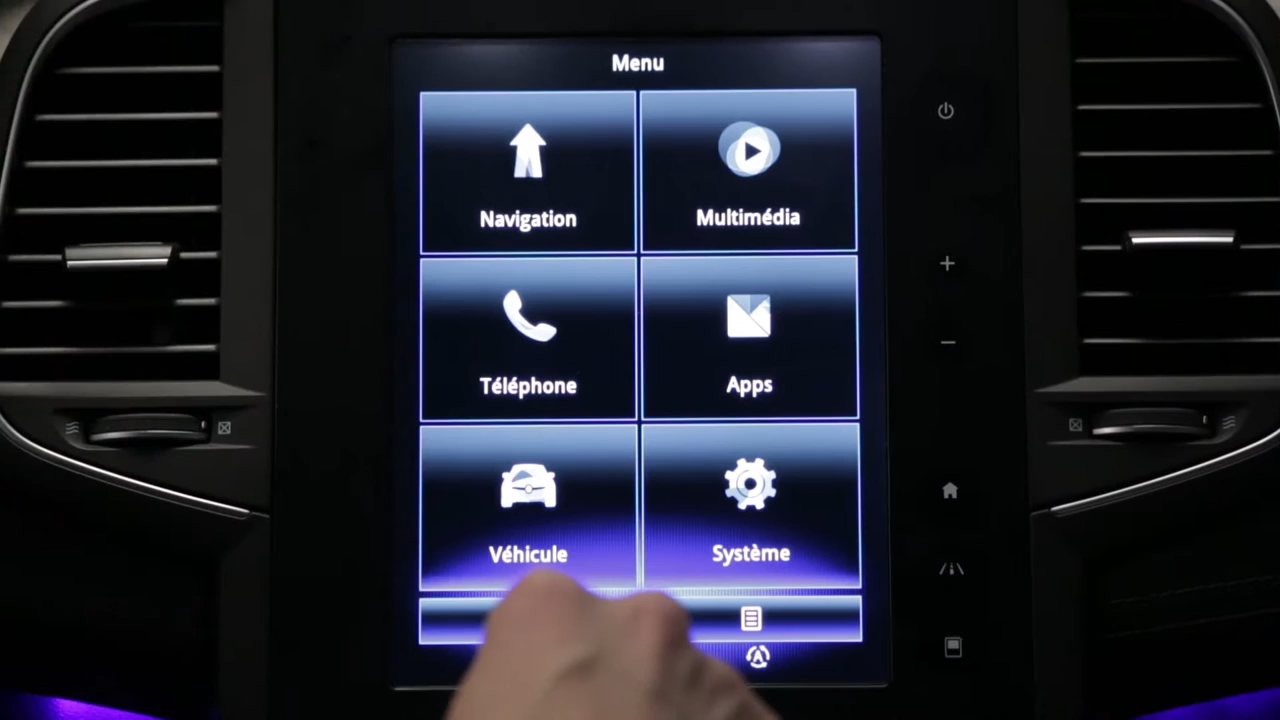 Menu
Navigation
Multimédia
Téléphone
Apps
Véhicule
Système